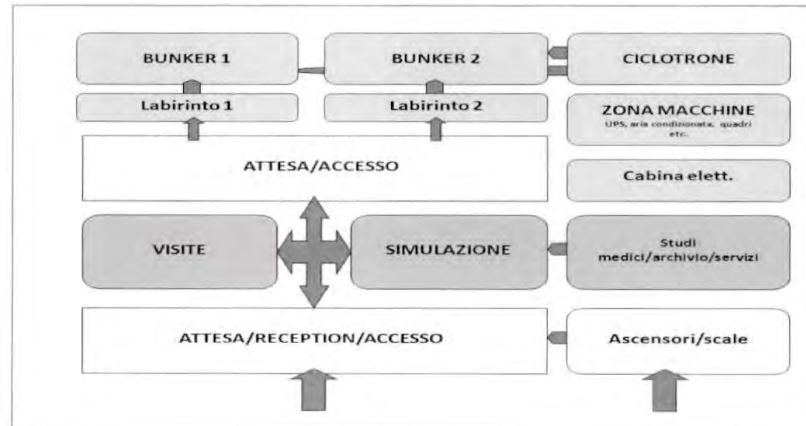 BUNKER 1
BUNKER 2
CICLOTRONE
Labirinto 1
Labirinto 2
ZONA MACCHINE
UPS, aria condizionata, quadri
etc.
ATTESA/ACCESSO
Cabina elett.
VISITE
SIMULAZIONE
Studi
medici/archivio/servizi
ATTESA/RECEPTION/ACCESSO
Ascensori/scale